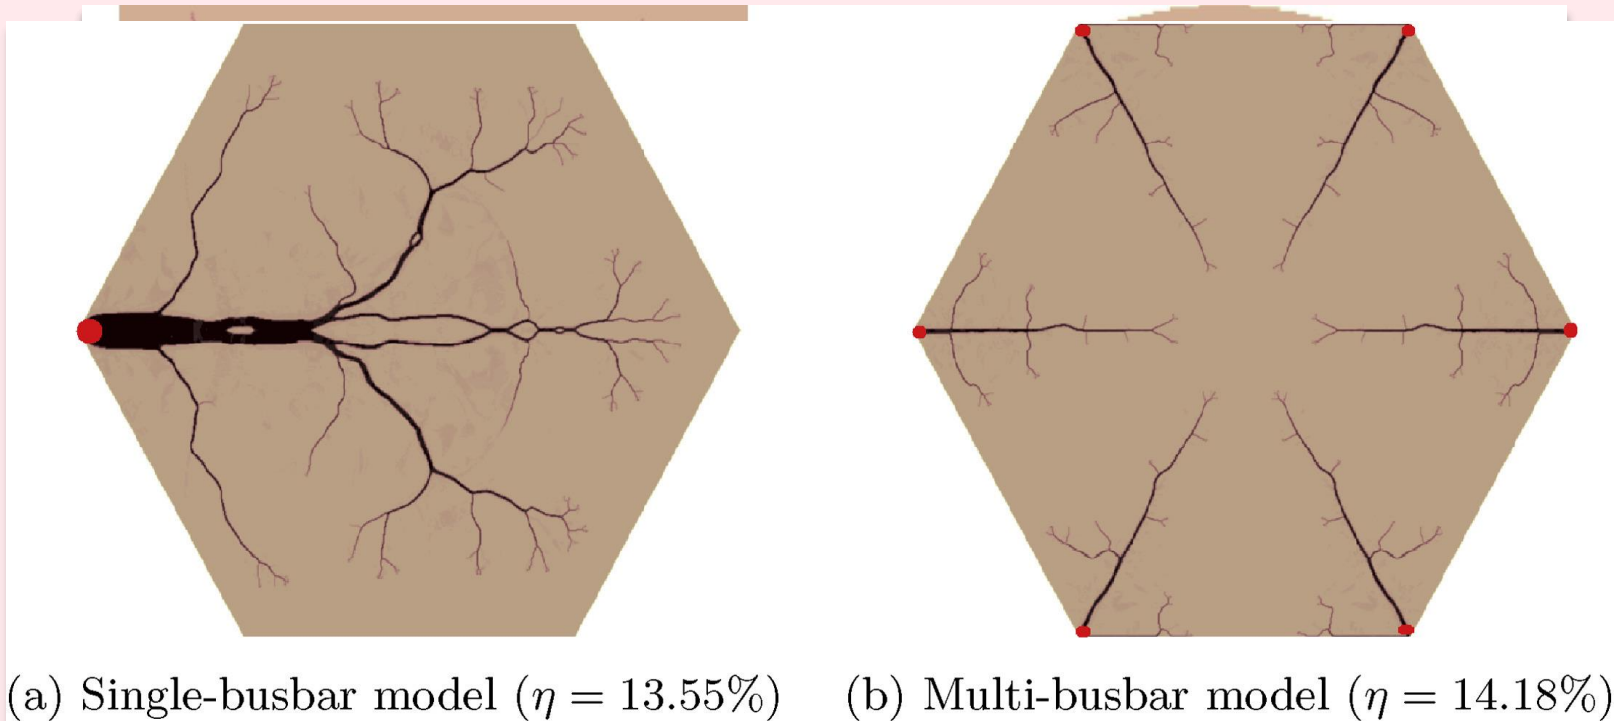 (a) Single-busbar model (η = 13.55%)
(b) Multi-busbar model (η = 14.18%)